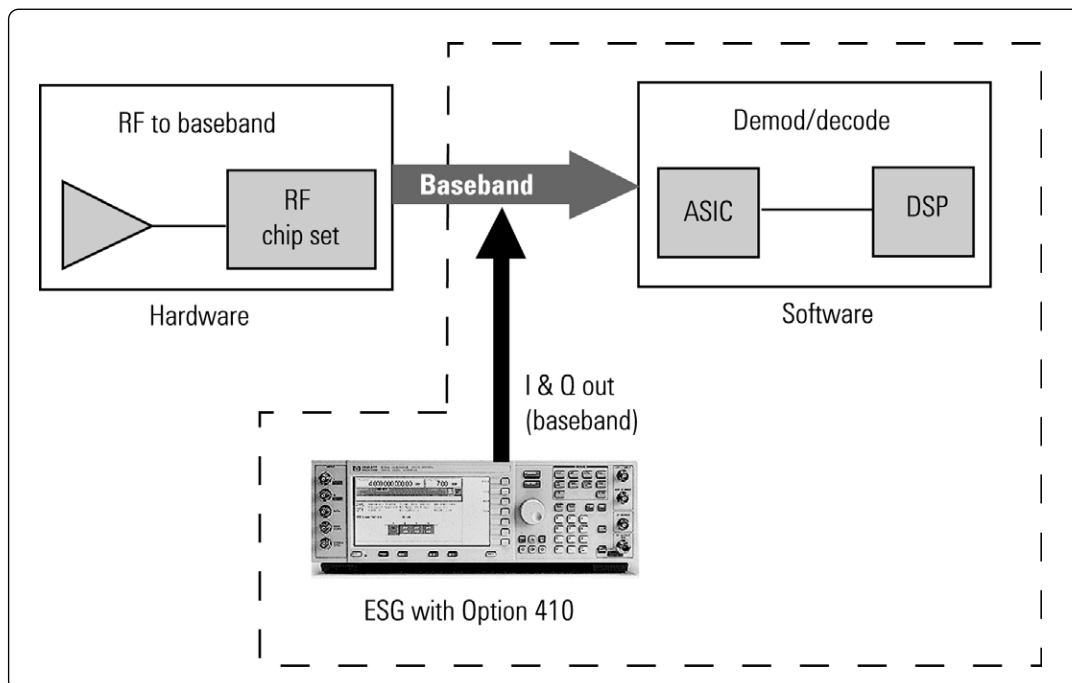 RF to baseband
RF
chip set
Hardware
Baseband
Demod/decode
ASIC
DSP
Software
I & Q out
(baseband)
ESG with Option 410